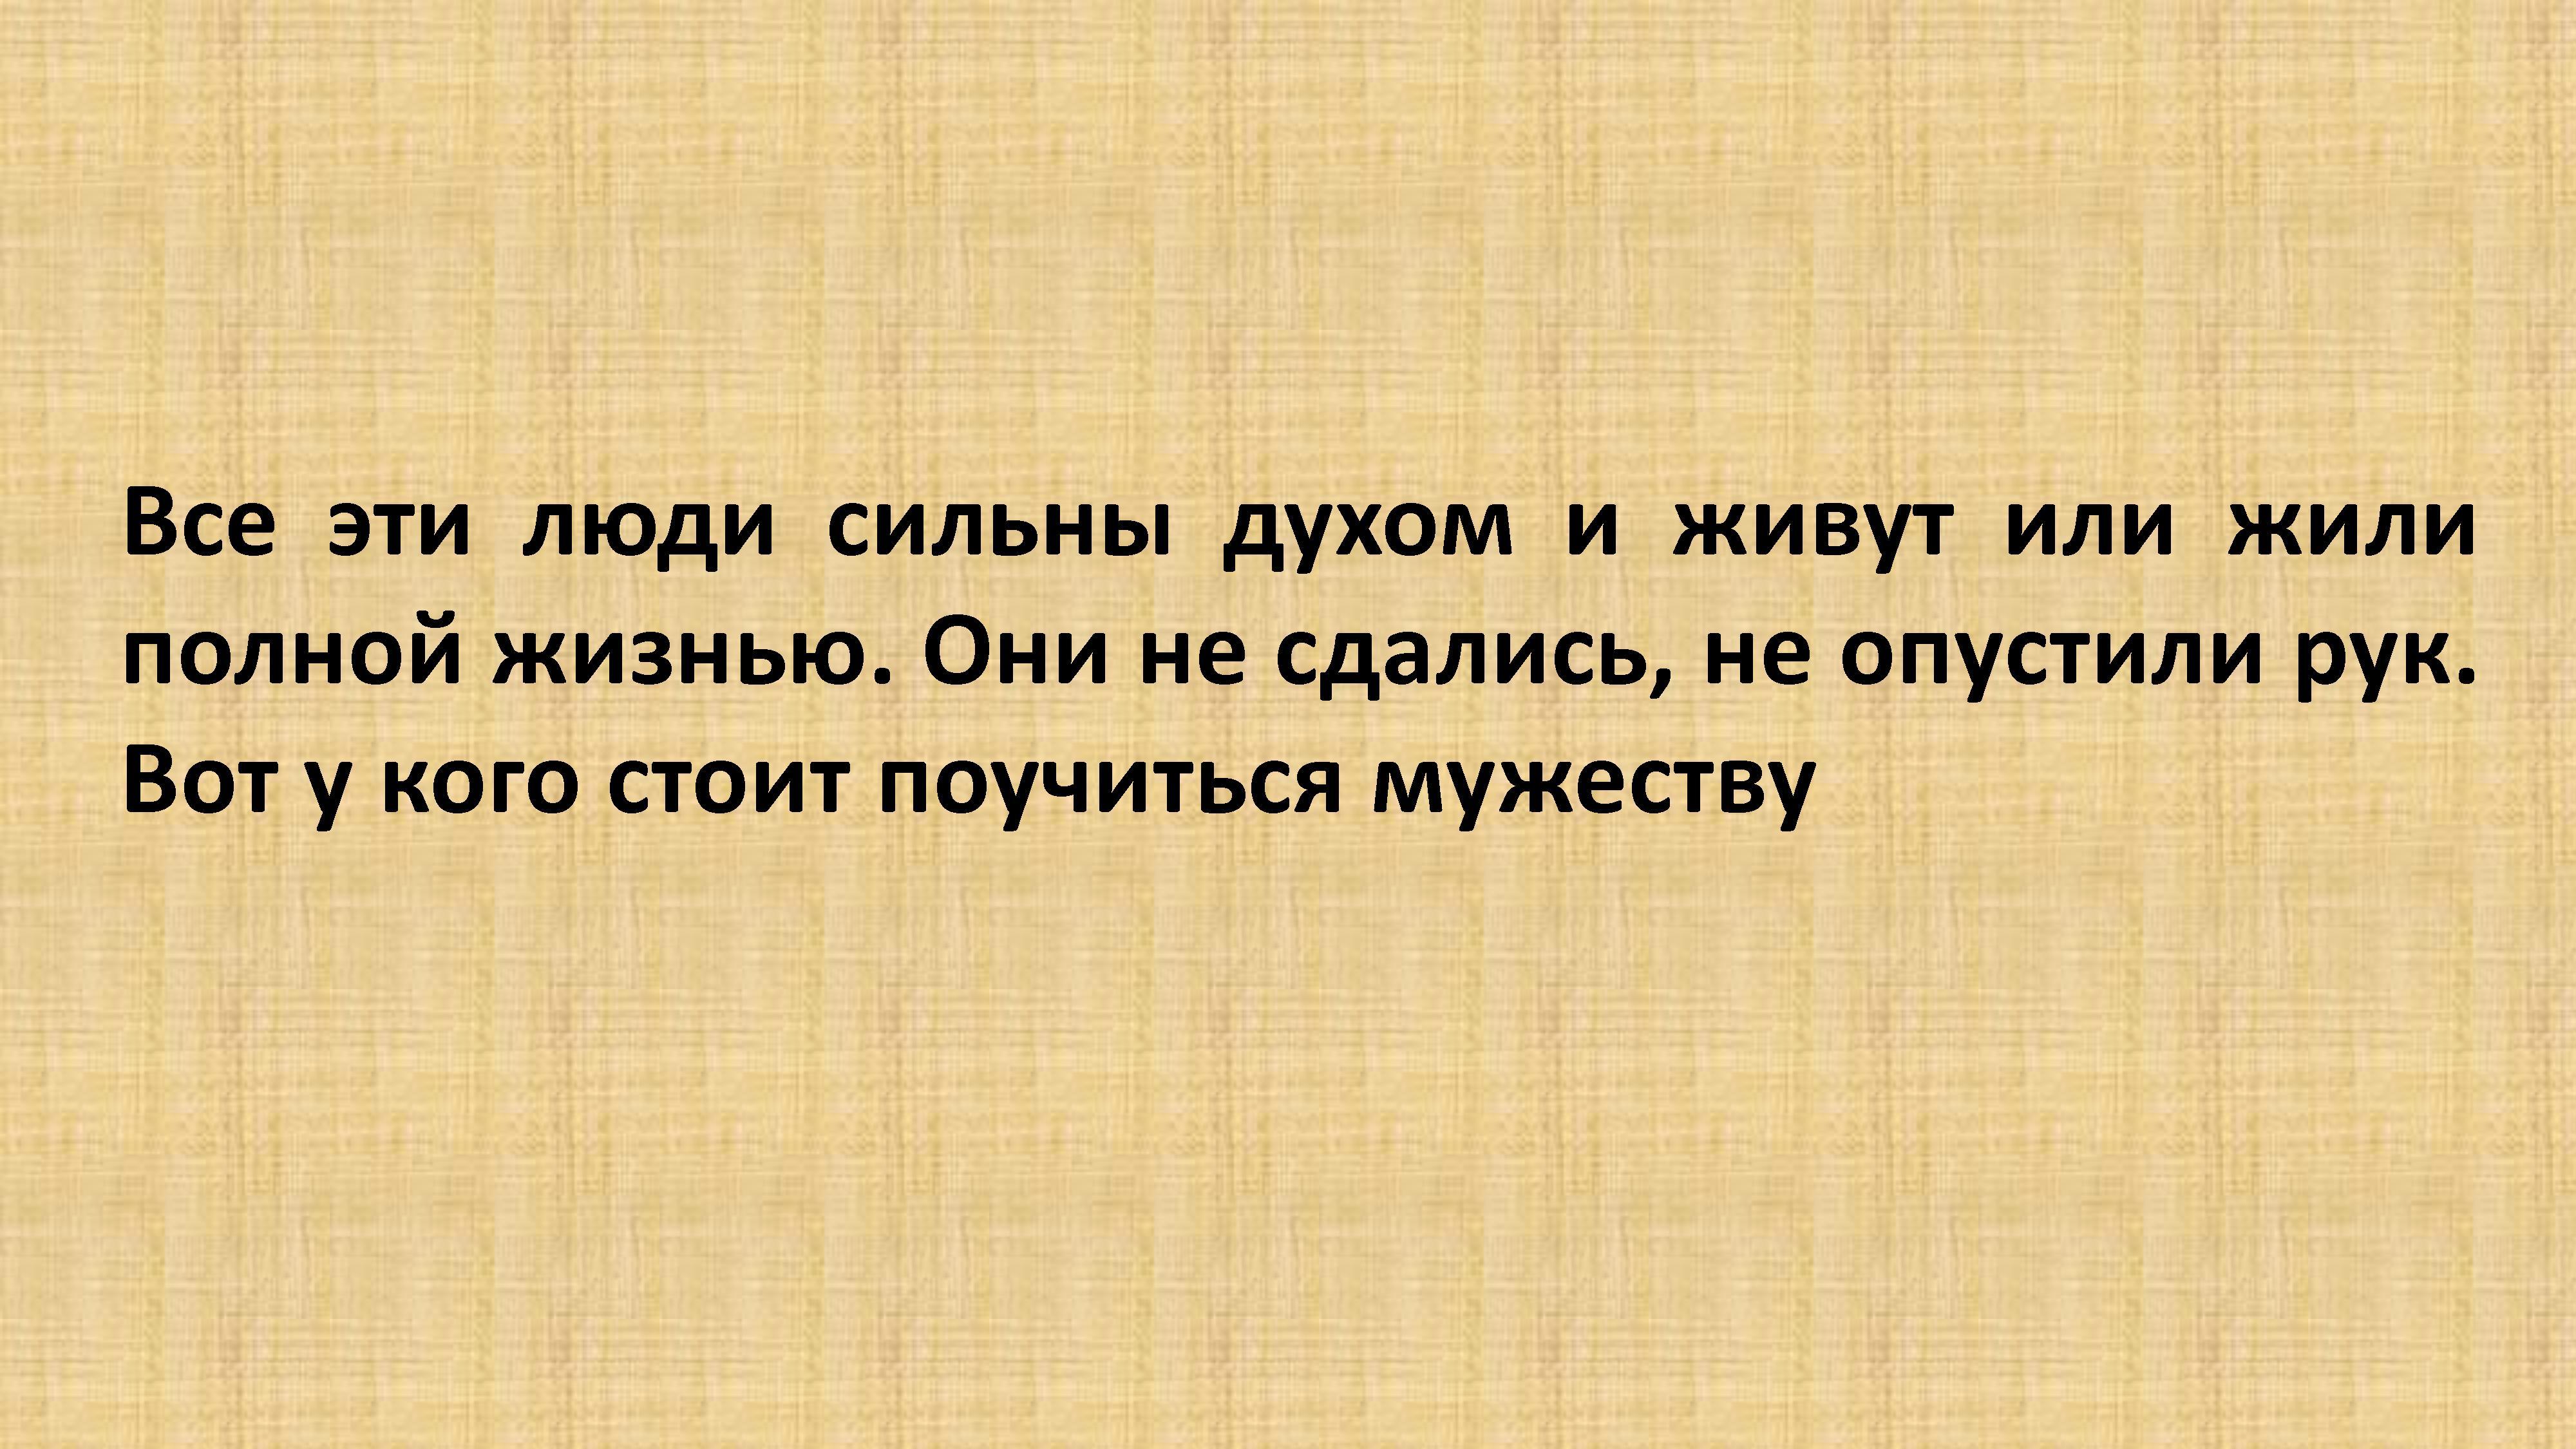 Все эти люди сильны духом и живут или жили
полной жизнью. Они не сдались, не опустили рук.
Вот у кого стоит поучиться мужеству